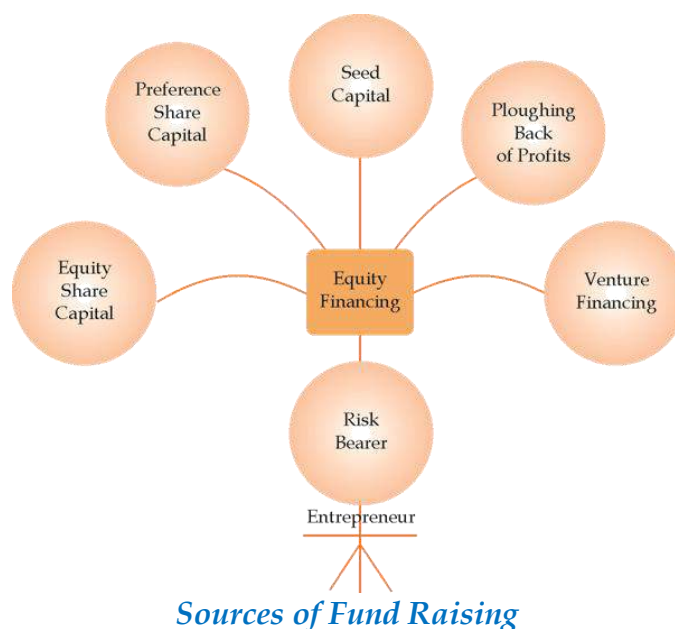 Seed
Capital
Preference
Share
Capital
Ploughing
Back
of Profits
Equity
Share
Capital
Equity
Financing
Venture
Financing
Risk
Bearer
Entrepreneur
Sources of Fund Raising